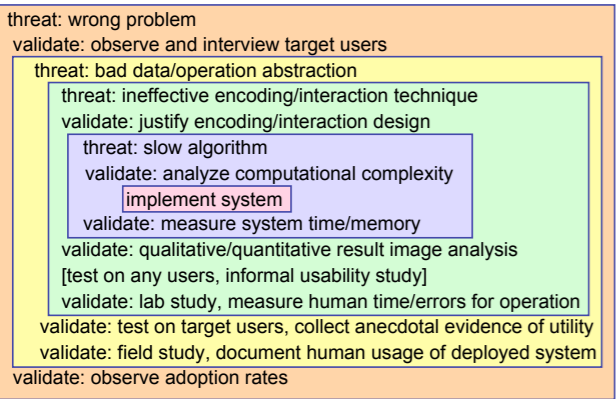 threat: wrong problem
validate: observe and interview target users
threat: bad data/operation abstraction
threat: ineffective encoding/interaction technique
validate: justify encoding/interaction design
threat: slow algorithm
validate: analyze computational complexity
implement system
validate: measure system time/memory
validate: qualitative/quantitative result image analysis
[test on any users, informal usability study]
validate: lab study, measure human time/errors for operation
validate: test on target users, collect anecdotal evidence of utility
validate: field study, document human usage of deployed system
validate: observe adoption rates